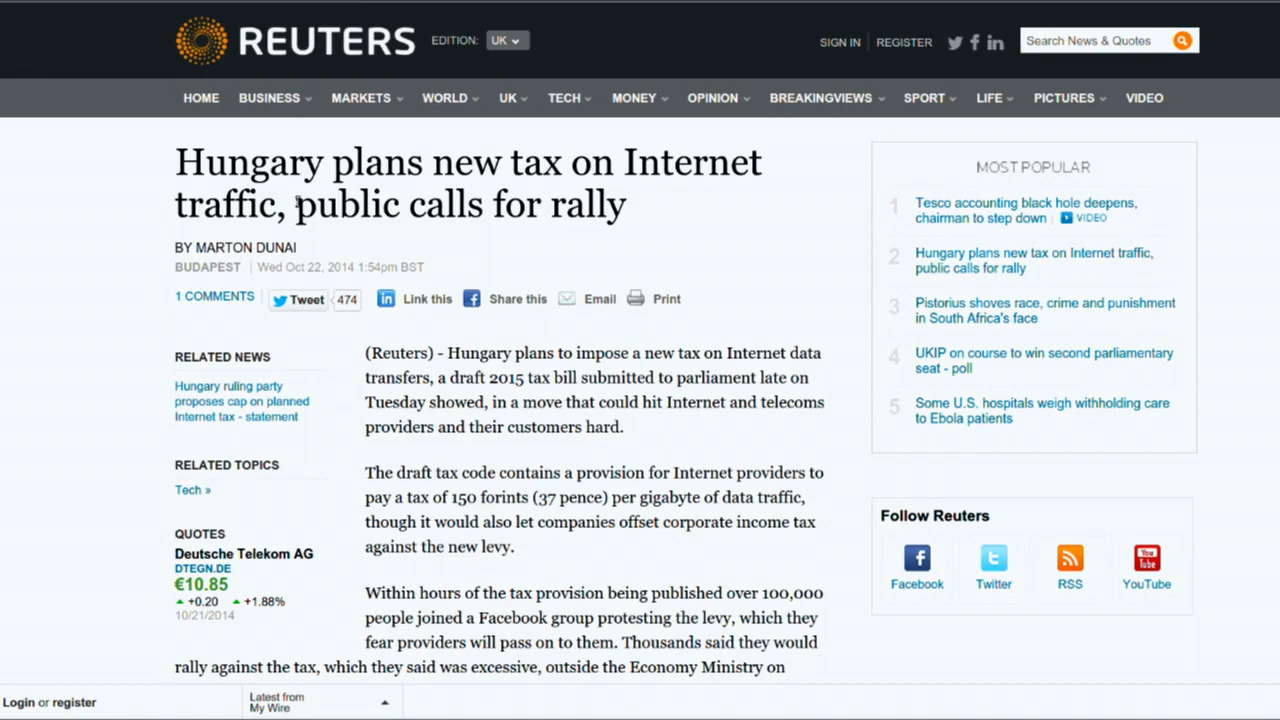 REUTERS
EDITION: UK
SIGN IN
REGISTER
Search News & Quotes
HOME BUSINESS MARKETS WORLD UK TECH MONEY OPINION BREAKINGVIEWS SPORT LIFE PICTURES VIDEO
Hungary plans new tax on Internet
traffic, public calls for rally
BY MARTON DUNAI
BUDAPEST Wed Oct 22, 2014 1:54pm BST
1 COMMENTS
Tweet 474
Link this
Share this
Email
Print
RELATED NEWS
Hungary ruling party
proposes cap on planned
Internet tax - statement
RELATED TOPICS
Tech »
QUOTES
Deutsche Telekom AG
DTEGN.DE
€10.85
+0.20 +1.88%
10/21/2014
(Reuters) - Hungary plans to impose a new tax on Internet data
transfers, a draft 2015 tax bill submitted to parliament late on
Tuesday showed, in a move that could hit Internet and telecoms
providers and their customers hard.
The draft tax code contains a provision for Internet providers to
pay a tax of 150 forints (37 pence) per gigabyte of data traffic,
though it would also let companies offset corporate income tax
against the new levy.
Within hours of the tax provision being published over 100,000
people joined a Facebook group protesting the levy, which they
fear providers will pass on to them. Thousands said they would
rally against the tax, which they said was excessive, outside the Economy Ministry on
MOST POPULAR
1 Tesco accounting black hole deepens,
chairman to step down | VIDEO
2 Hungary plans new tax on Internet traffic,
public calls for rally
3 Pistorius shoves race, crime and punishment
in South Africa's face
4 UKIP on course to win second parliamentary
seat - poll
5 Some U.S. hospitals weigh withholding care
to Ebola patients
Follow Reuters
Facebook Twitter RSS YouTube
Login or register
Latest from
My Wire